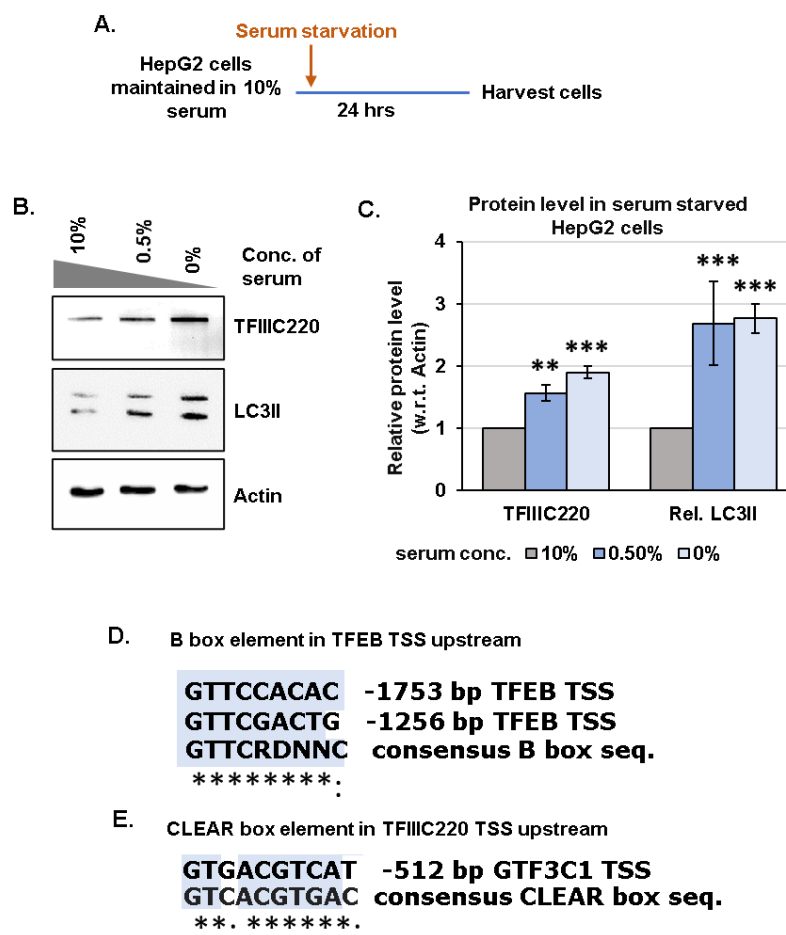 A.
Serum starvation
HepG2 cells
maintained in 10%
serum
24 hrs
Harvest cells
B.
10%
0.5%
0%
Conc. of
serum
TFIIIC220
LC3II
Actin
C.
Protein level in serum starved
HepG2 cells
Relative protein level
(w.r.t. Actin)
4
3
2
1
0
**
***
***
***
TFIIIC220
Rel. LC3II
serum conc. 10% 0.50% 0%
D. B box element in TFEB TSS upstream
GTTCCACAC -1753 bp TFEB TSS
GTTCGACTG -1256 bp TFEB TSS
GTTCRDNNC consensus B box seq.
********:
E. CLEAR box element in TFIIIC220 TSS upstream
GTGACGTCAT -512 bp GTF3C1 TSS
GTCACGTGAC consensus CLEAR box seq.
**. ******.